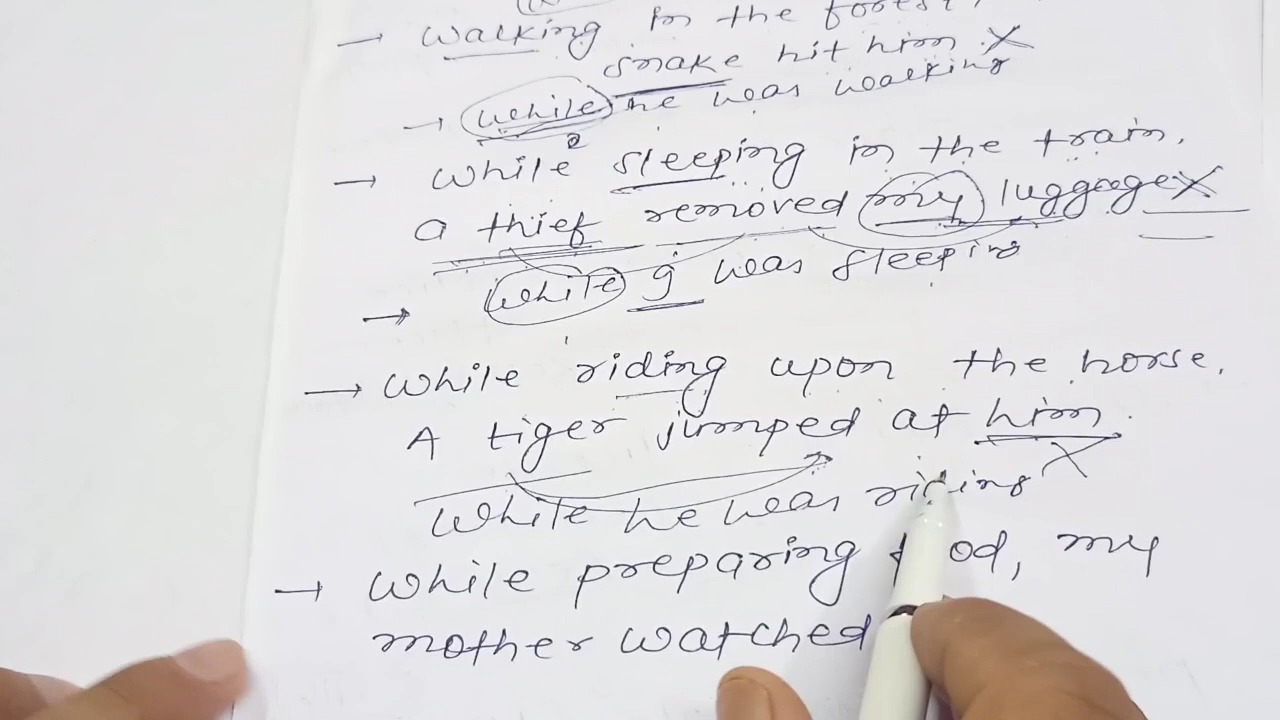 → walking in the forest,
snake hit him X
→ while he was walking
→ while sleeping in the train,
a thief removed my luggage X
→ while I was sleeping
→ while riding upon the horse,
A tiger jumped at him. X
while he was riding
→ while preparing food, my
mother watched